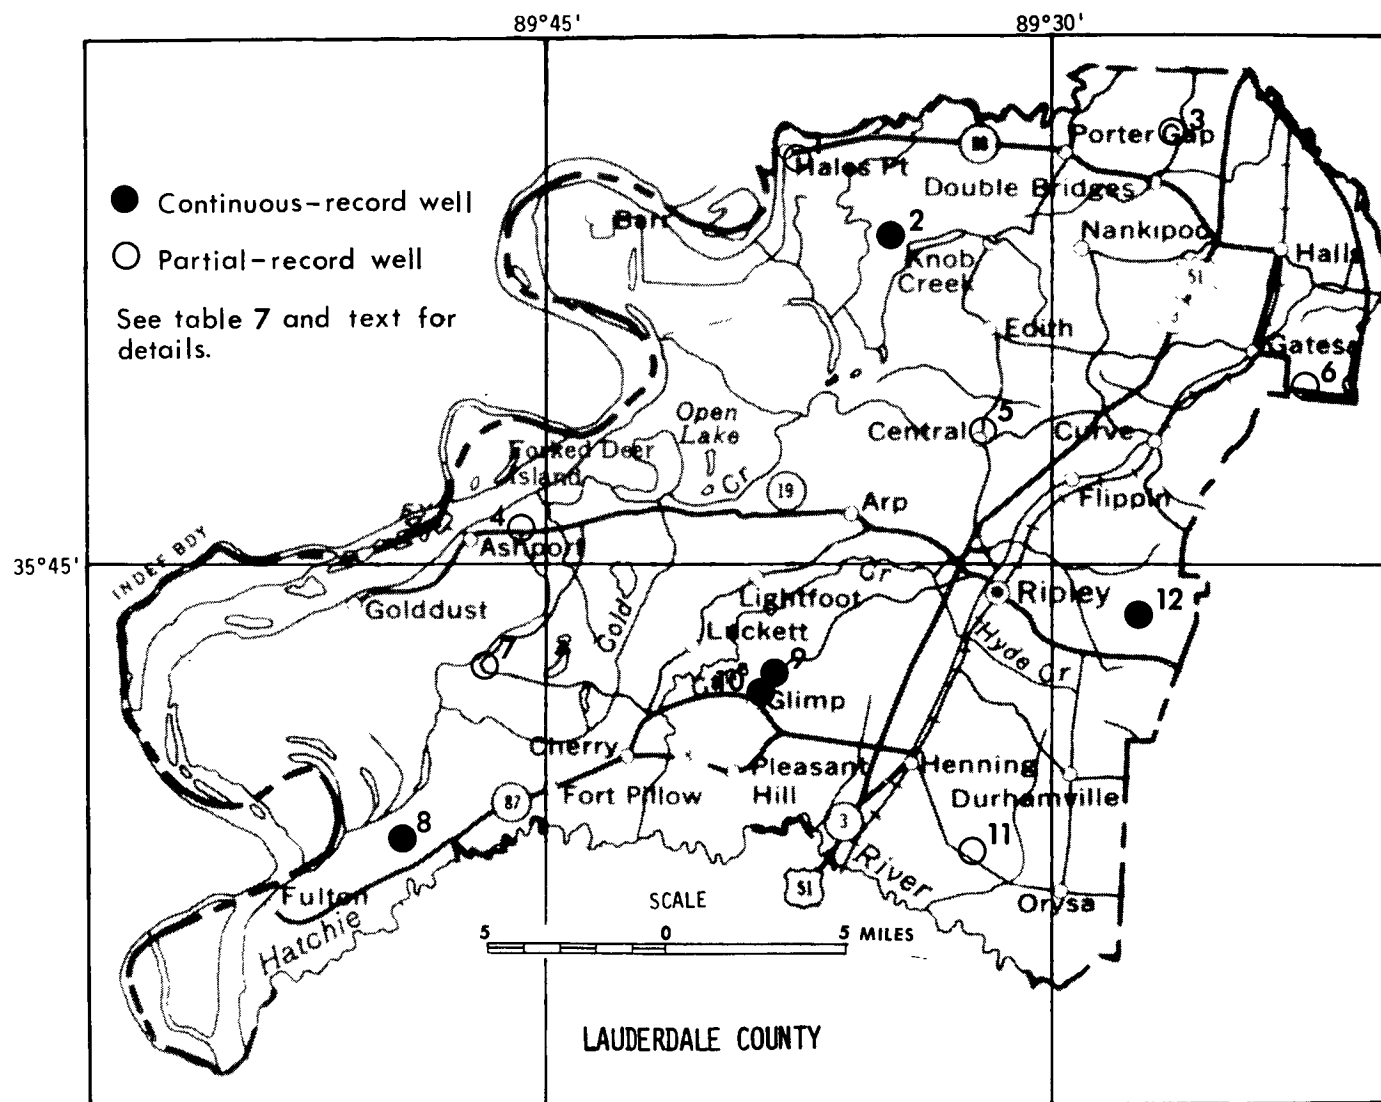 89°45'
89°30'
3
Porter Gap
1
Hales Pt
Double Bridges
Continuous-record well
Barr
2
Nankipoo
Partial-record well
Knob
Creek
51
Halls
See table 7 and text for
details.
Edith
Gates
6
Open
Lake
5
Central
Curve
Forked Deer
Island
Cr
19
Flippin
4
Arp
Ashport
35°45'
Cr
Ripley
12
Golddust
Lightfoot
Gold
Luckett
Hyde Cr
7
9
10
Glimp
Cherry
Pleasant
Hill
Henning
Fort Pillow
Durhamville
87
3
8
11
River
Fulton
51
Orysa
Hatchie
SCALE
5 0 5 MILES
LAUDERDALE COUNTY